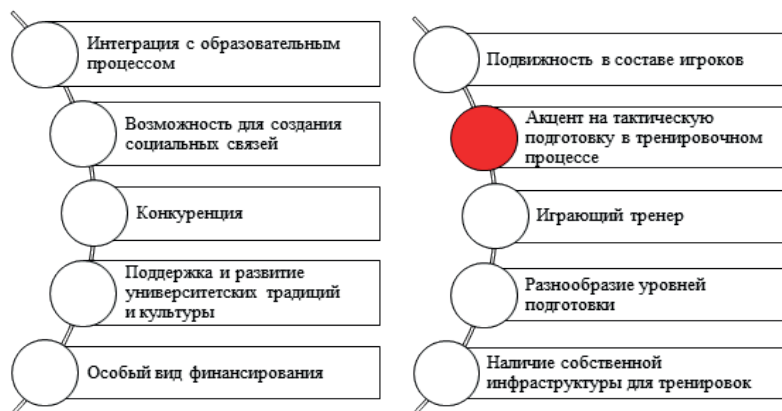 Интеграция с образовательным
процессом
Возможность для создания
социальных связей
Конкуренция
Поддержка и развитие
университетских традиций
и культуры
Особый вид финансирования
Подвижность в составе игроков
Акцент на тактическую
подготовку в тренировочном
процессе
Играющий тренер
Разнообразие уровней
подготовки
Наличие собственной
инфраструктуры для тренировок